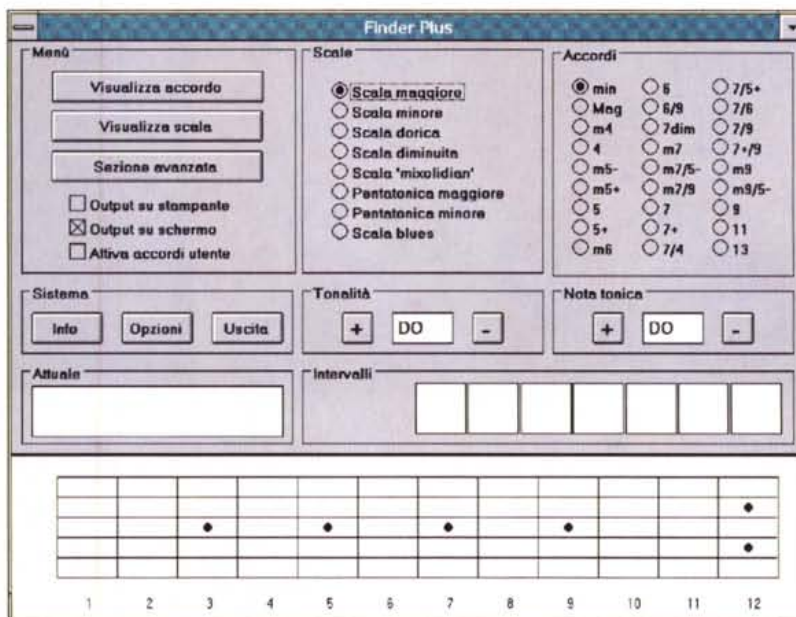 Finder Plus
Menù
Visualizza accordo
Visualizza scala
Sezione avanzata
Output su stampante
Output su schermo
Attiva accordi utente
Scale
Scala maggiore
Scala minore
Scala dorica
Scala diminuita
Scala 'mixolidian'
Pentatonica maggiore
Pentatonica minore
Scala blues
Accordi
min 6 7/5+
Mag 6/9 7/6
m4 7dim 7/9
4 m7 7+/9
m5- m7/5- m9
m5+ m7/9 m9/5-
5 7 9
5+ 7+ 11
m6 7/4 13
Sistema
Info Opzioni Uscita
Tonalità
+ DO -
Nota tonica
+ DO -
Attuale
Intervalli
1 2 3 4 5 6 7 8 9 10 11 12